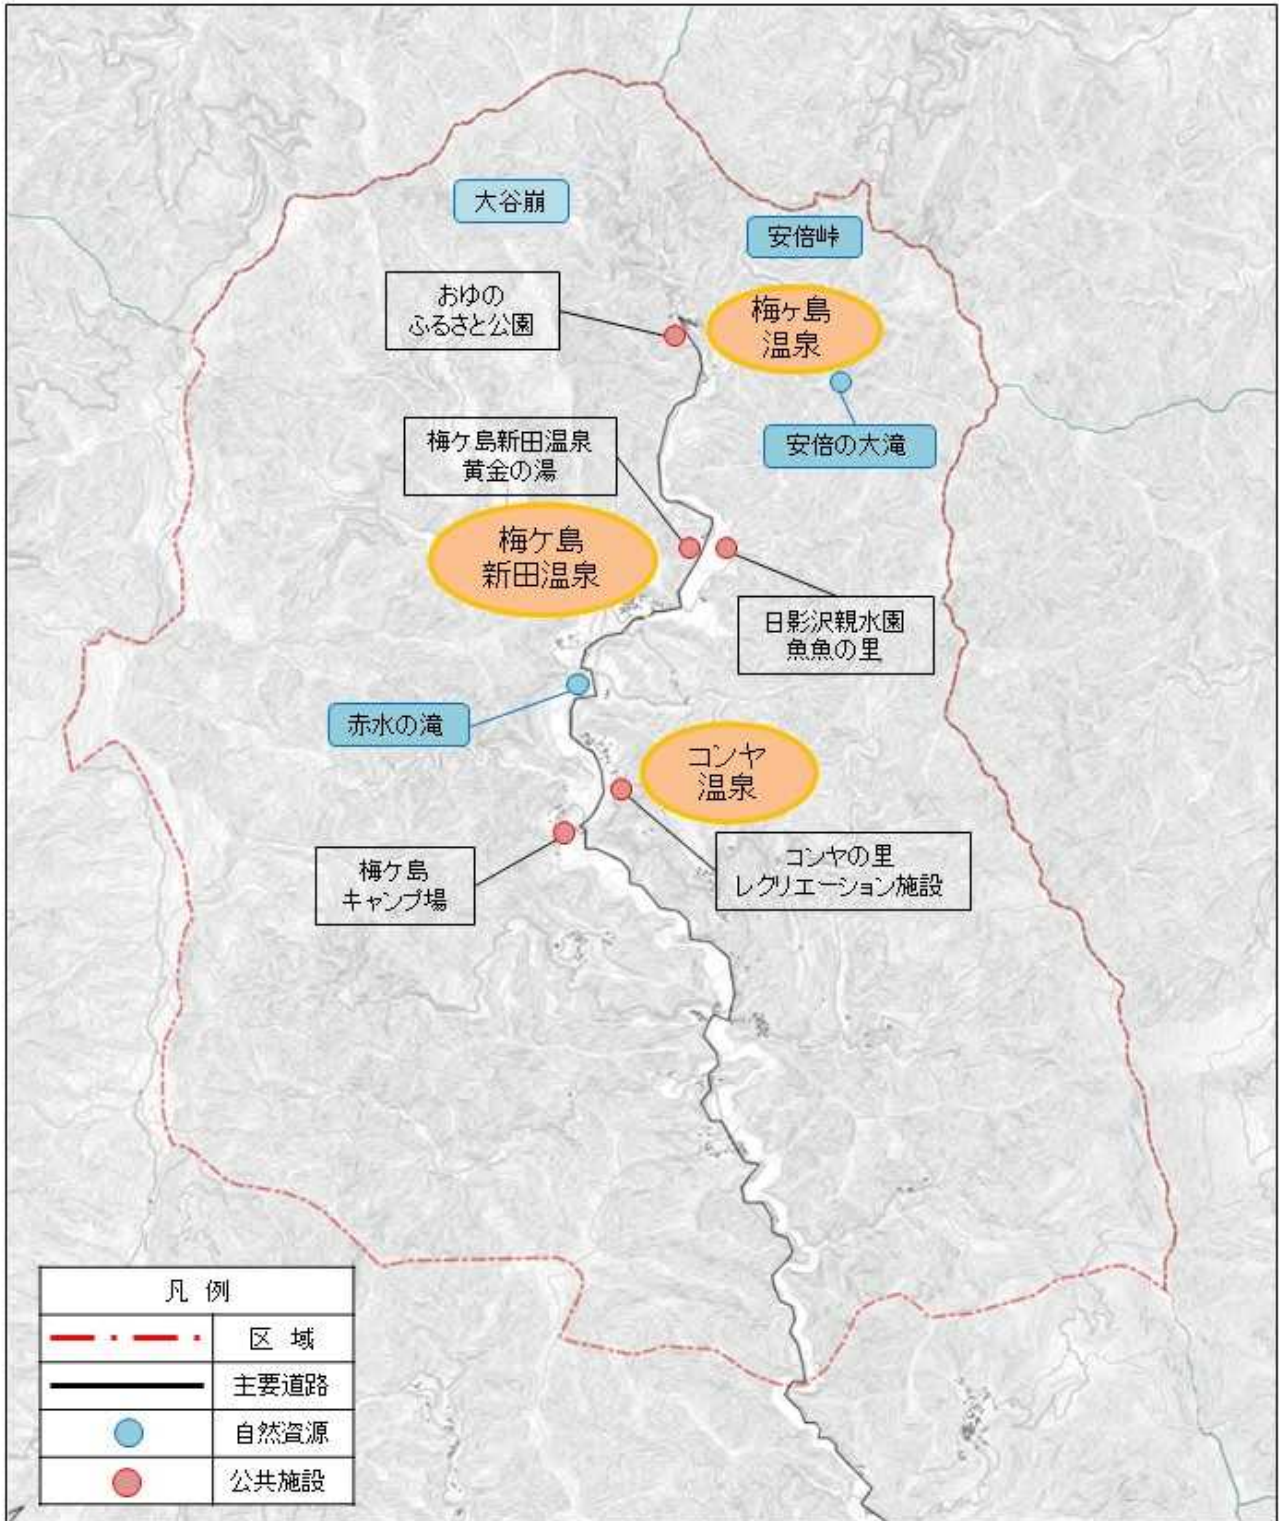 大谷崩
安倍峠
おゆの
ふるさと公園
梅ヶ島
温泉
安倍の大滝
梅ケ島新田温泉
黄金の湯
梅ケ島
新田温泉
日影沢親水園
魚魚の里
赤水の滝
コンヤ
温泉
梅ケ島
キャンプ場
コンヤの里
レクリエーション施設
凡 例
区 域
主要道路
自然資源
公共施設